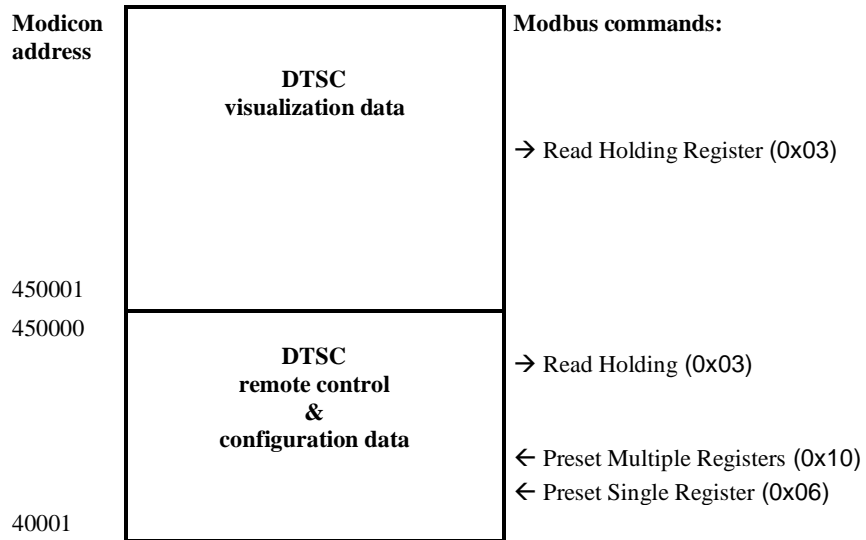 Modicon
address
Modbus commands:
DTSC
visualization data
→ Read Holding Register (0x03)
450001
450000
DTSC
remote control
&
configuration data
→ Read Holding (0x03)
← Preset Multiple Registers (0x10)
← Preset Single Register (0x06)
40001